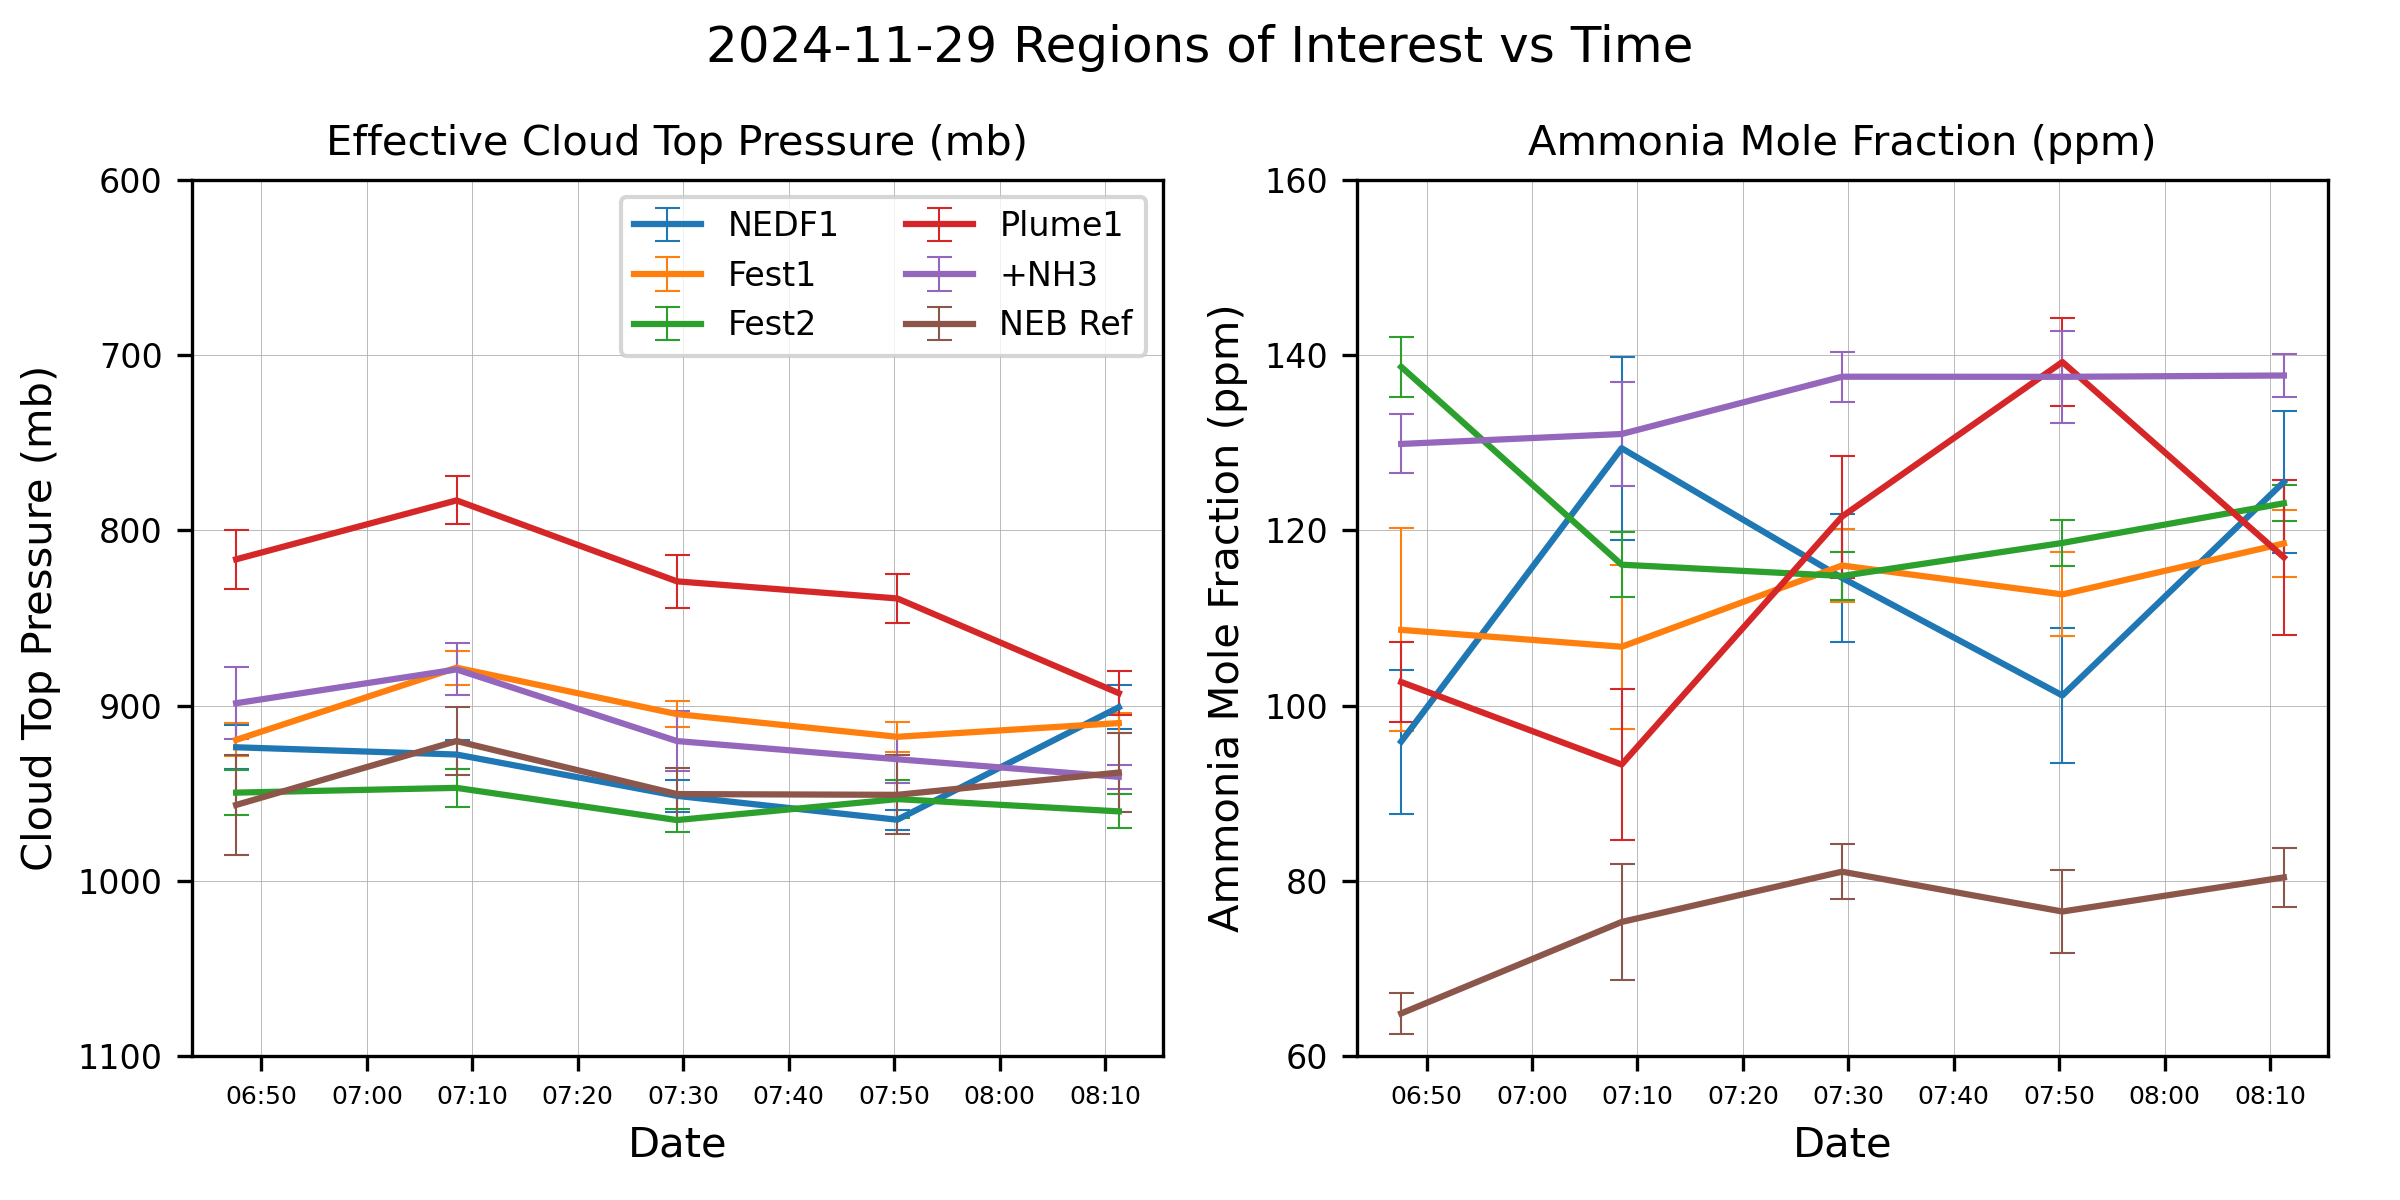 2024-11-29 Regions of Interest vs Time
Effective Cloud Top Pressure (mb)
Cloud Top Pressure (mb)
600
700
800
900
1000
1100
NEDF1
Fest1
Fest2
Plume1
+NH3
NEB Ref
06:50 07:00 07:10 07:20 07:30 07:40 07:50 08:00 08:10
Date
Ammonia Mole Fraction (ppm)
Ammonia Mole Fraction (ppm)
160
140
120
100
80
60
06:50 07:00 07:10 07:20 07:30 07:40 07:50 08:00 08:10
Date